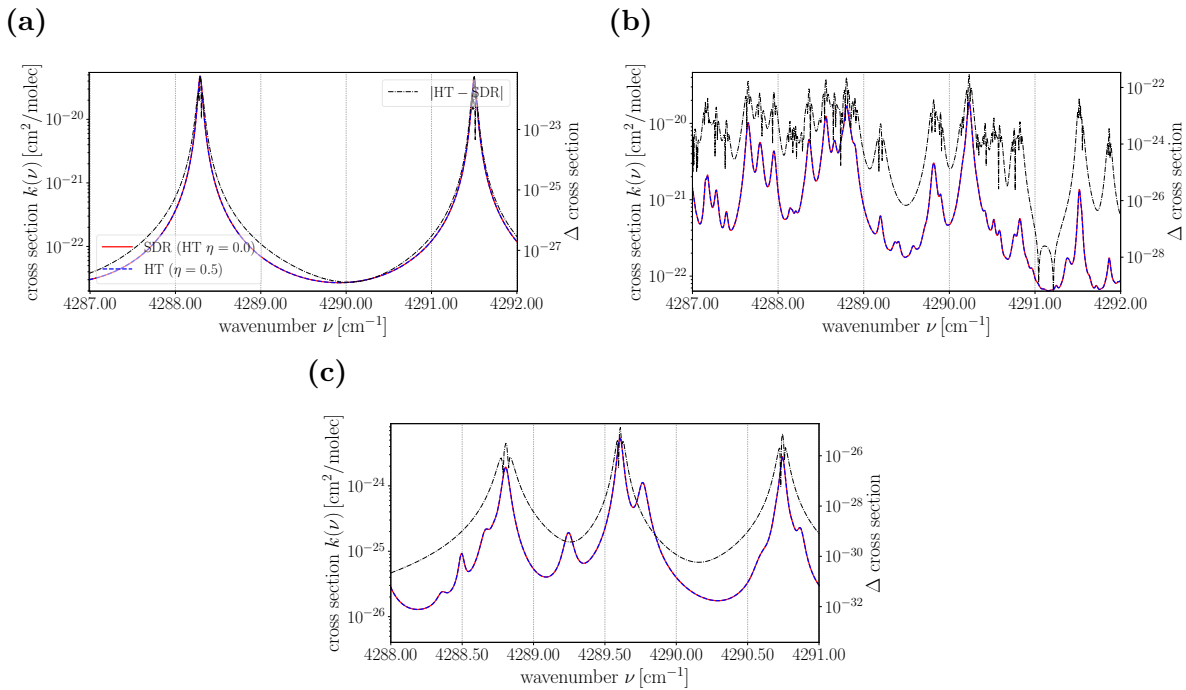 (a)
cross section k(ν) [cm²/molec]
10⁻²⁰
10⁻²¹
10⁻²²
|HT − SDR|
SDR (HT η = 0.0)
HT (η = 0.5)
10⁻²³
10⁻²⁵
10⁻²⁷
Δ cross section
4287.00 4288.00 4289.00 4290.00 4291.00 4292.00
wavenumber ν [cm⁻¹]
(b)
cross section k(ν) [cm²/molec]
10⁻²⁰
10⁻²¹
10⁻²²
10⁻²²
10⁻²⁴
10⁻²⁶
10⁻²⁸
Δ cross section
4287.00 4288.00 4289.00 4290.00 4291.00 4292.00
wavenumber ν [cm⁻¹]
(c)
cross section k(ν) [cm²/molec]
10⁻²⁴
10⁻²⁵
10⁻²⁶
10⁻²⁶
10⁻²⁸
10⁻³⁰
10⁻³²
Δ cross section
4288.00 4288.50 4289.00 4289.50 4290.00 4290.50 4291.00
wavenumber ν [cm⁻¹]